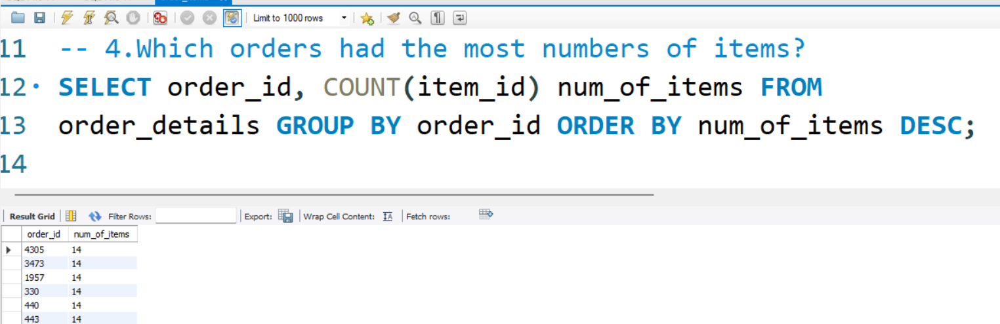 Limit to 1000 rows
11 -- 4.Which orders had the most numbers of items?
12 SELECT order_id, COUNT(item_id) num_of_items FROM
13 order_details GROUP BY order_id ORDER BY num_of_items DESC;
14
Result Grid Filter Rows: Export: Wrap Cell Content: Fetch rows:
order_id num_of_items
4305 14
3473 14
1957 14
330 14
440 14
443 14